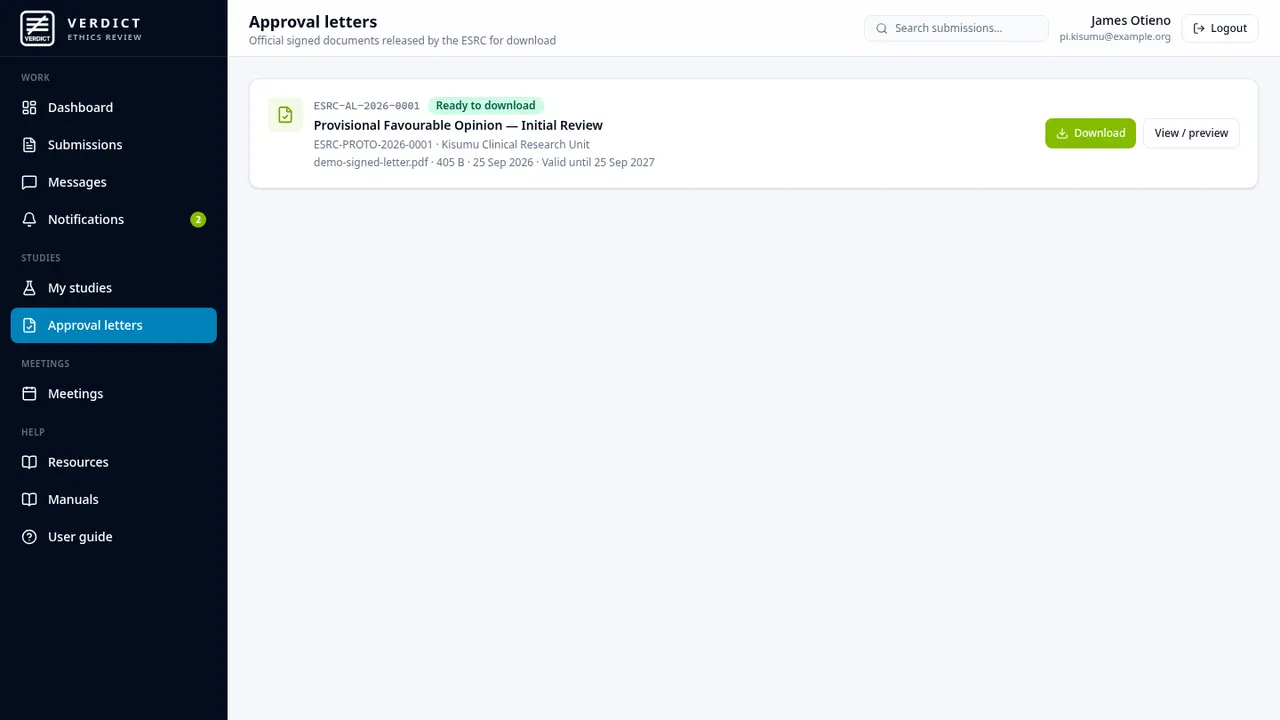 VERDICT
VERDICT
ETHICS REVIEW
WORK
Dashboard
Submissions
Messages
Notifications
2
STUDIES
My studies
Approval letters
MEETINGS
Meetings
HELP
Resources
Manuals
User guide
Approval letters
Official signed documents released by the ESRC for download
Search submissions...
James Otieno
pi.kisumu@example.org
Logout
ESRC-AL-2026-0001 Ready to download
Provisional Favourable Opinion — Initial Review
ESRC-PROTO-2026-0001 · Kisumu Clinical Research Unit
demo-signed-letter.pdf · 405 B · 25 Sep 2026 · Valid until 25 Sep 2027
Download
View / preview